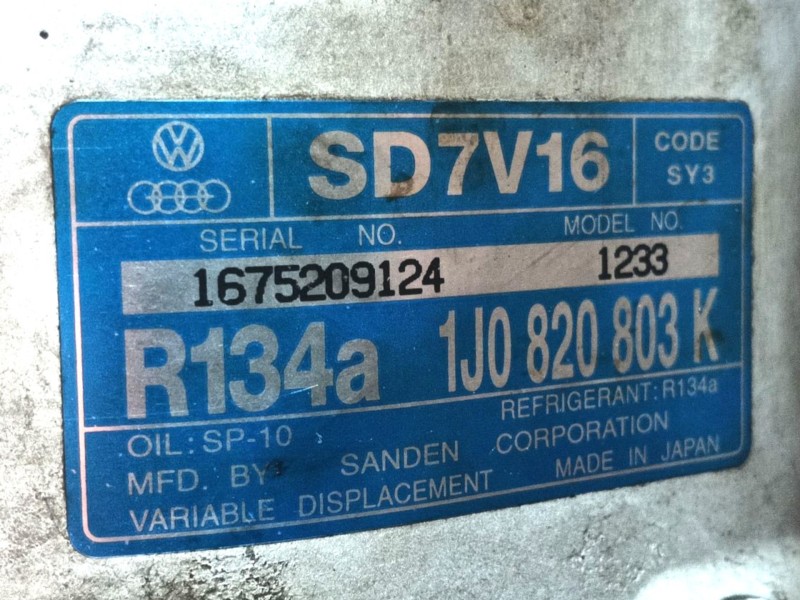 VW SD7V16 CODE
SY3
SERIAL NO. MODEL NO.
1675209124 1233
R134a 1J0 820 803 K
REFRIGERANT: R134a
OIL: SP-10
MFD. BY SANDEN CORPORATION
VARIABLE DISPLACEMENT MADE IN JAPAN